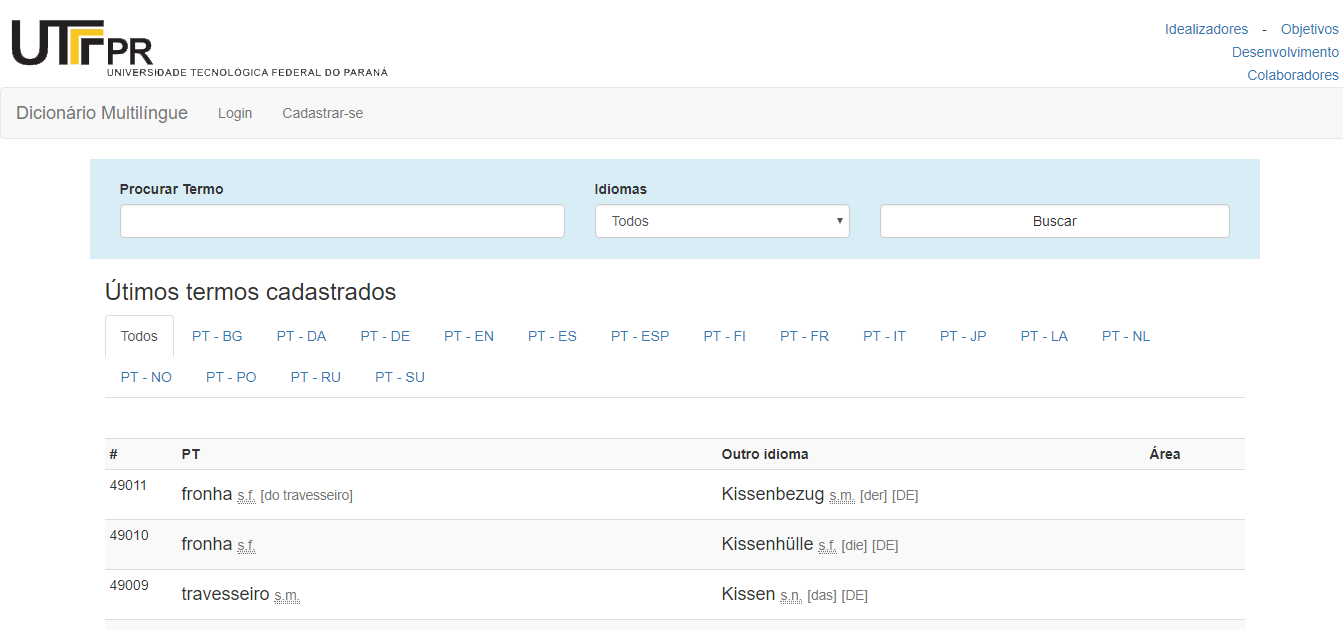 UTFPR
UNIVERSIDADE TECNOLÓGICA FEDERAL DO PARANÁ
Idealizadores - Objetivos
Desenvolvimento
Colaboradores
Dicionário Multilíngue Login Cadastrar-se
Procurar Termo Idiomas
Todos Buscar
Útimos termos cadastrados
Todos PT - BG PT - DA PT - DE PT - EN PT - ES PT - ESP PT - FI PT - FR PT - IT PT - JP PT - LA PT - NL
PT - NO PT - PO PT - RU PT - SU
# PT Outro idioma Área
49011 fronha s.f. [do travesseiro] Kissenbezug s.m. [der] [DE]
49010 fronha s.f. Kissenhülle s.f. [die] [DE]
49009 travesseiro s.m. Kissen s.n. [das] [DE]